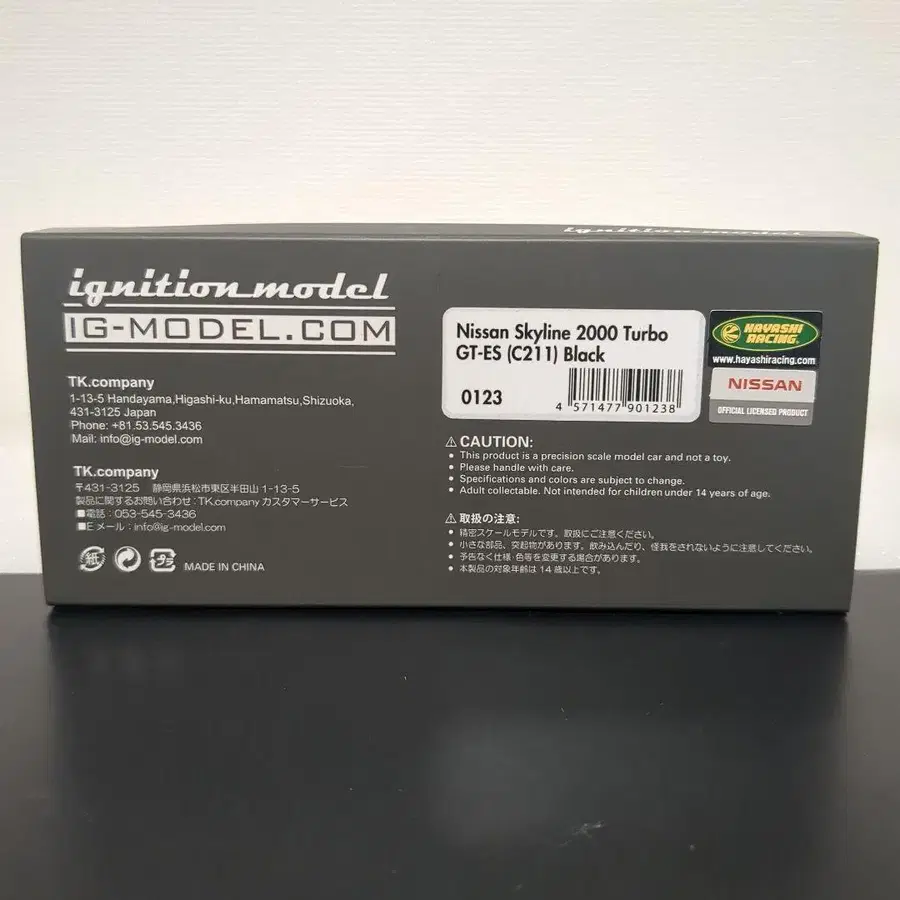 ignition model
ignition model
IG-MODEL.COM
TK.company
1-13-5 Handayama,Higashi-ku,Hamamatsu,Shizuoka,
431-3125 Japan
Phone: +81.53.545.3436
Mail: info@ig-model.com
TK.company
〒431-3125 静岡県浜松市東区半田山 1-13-5
製品に関するお問い合わせ:TK.company カスタマーサービス
■電話:053-545-3436
■E メール:info@ig-model.com
紙
プラ
MADE IN CHINA
Nissan Skyline 2000 Turbo
GT-ES (C211) Black
0123
4 571477 901238
HAYASHI
RACING.
www.hayashiracing.com
NISSAN
OFFICIAL LICENSED PRODUCT
⚠ CAUTION:
• This product is a precision scale model car and not a toy.
• Please handle with care.
• Specifications and colors are subject to change.
• Adult collectable. Not intended for children under 14 years of age.
⚠ 取扱の注意:
• 精密スケールモデルです。取扱にご注意ください。
• 小さな部品、突起物があります。飲み込んだり、怪我をされないように注意してください。
• 予告なく仕様・色等を変更する場合があります。
• 本製品の対象年齢は 14 歳以上です。